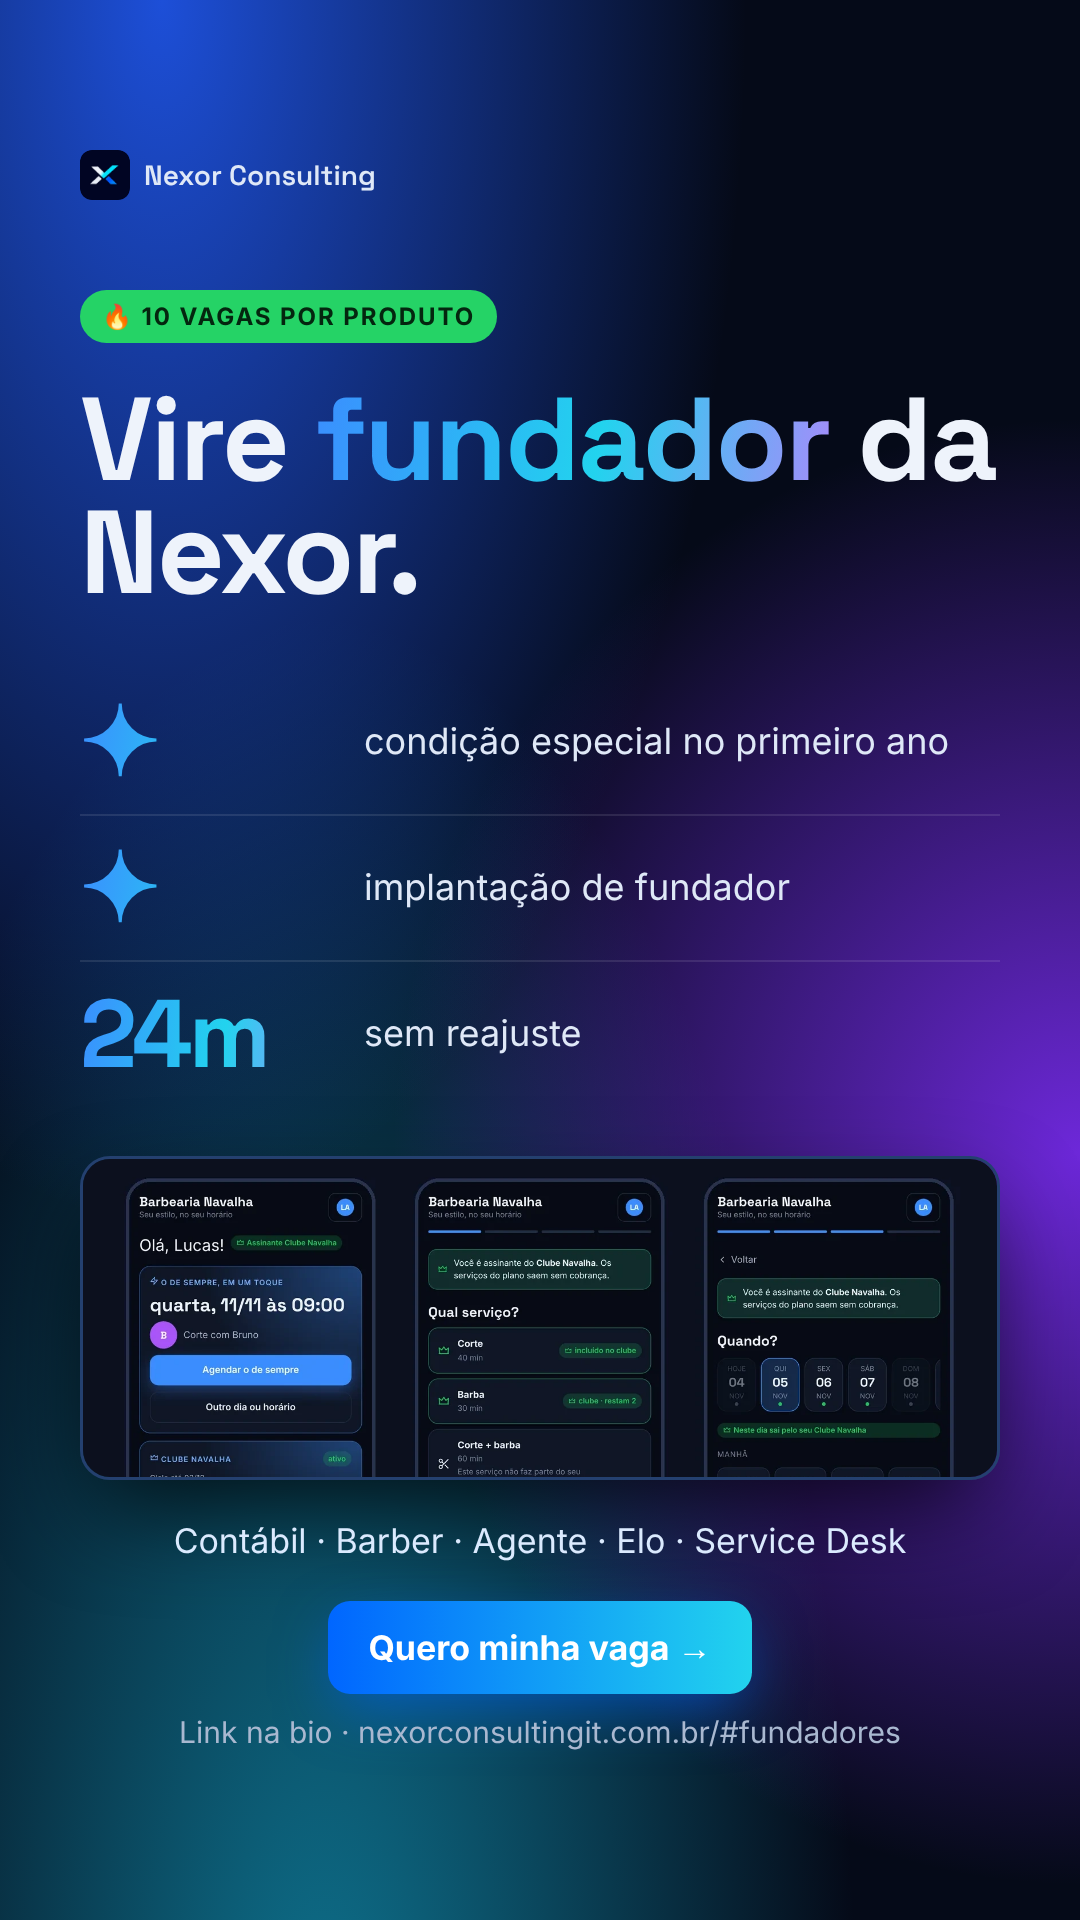 Nexor Consulting
🔥 10 VAGAS POR PRODUTO
Vire fundador da
Nexor.
condição especial no primeiro ano
implantação de fundador
24m sem reajuste
Barbearia Navalha
Seu estilo, no seu horário
LA
Olá, Lucas! Assinante Clube Navalha
O DE SEMPRE, EM UM TOQUE
quarta, 11/11 às 09:00
B Corte com Bruno
Agendar o de sempre
Outro dia ou horário
CLUBE NAVALHA ativo
Barbearia Navalha
Seu estilo, no seu horário
LA
Você é assinante do Clube Navalha. Os
serviços do plano saem sem cobrança.
Qual serviço?
Corte
40 min
incluído no clube
Barba
30 min
clube · restam 2
Corte + barba
60 min
Este serviço não faz parte do seu
Barbearia Navalha
Seu estilo, no seu horário
LA
‹ Voltar
Você é assinante do Clube Navalha. Os
serviços do plano saem sem cobrança.
Quando?
HOJE QUI SEX SÁB DOM
04 05 06 07 08
NOV NOV NOV NOV NOV
Neste dia sai pelo seu Clube Navalha
MANHÃ
Contábil · Barber · Agente · Elo · Service Desk
Quero minha vaga →
Link na bio · nexorconsultingit.com.br/#fundadores